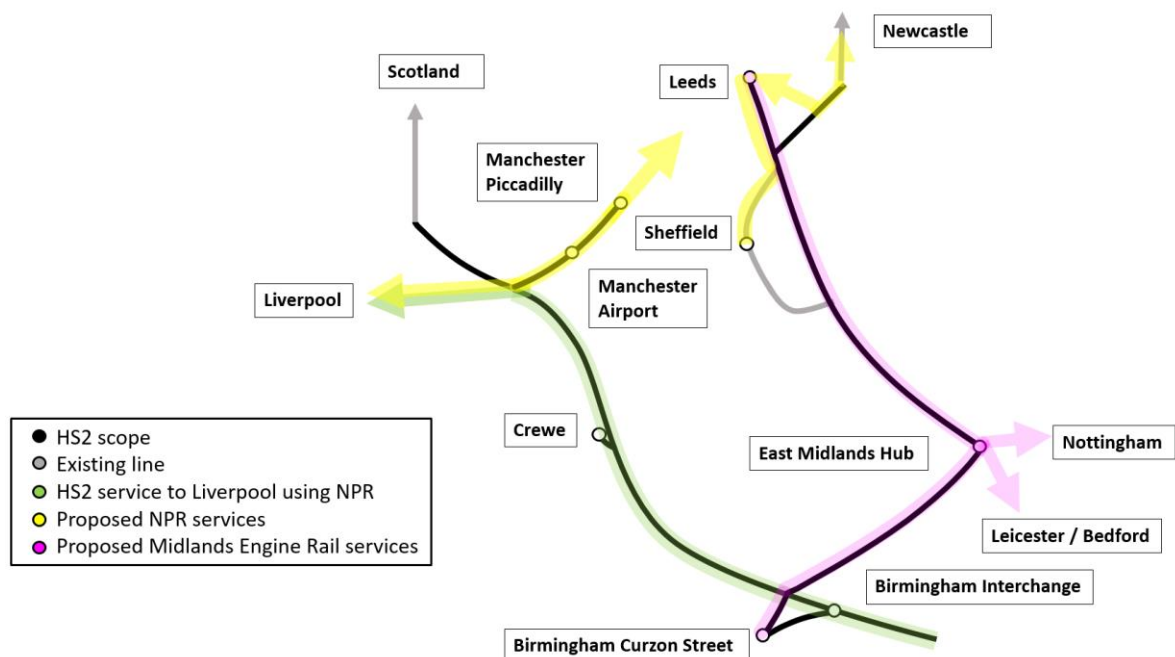 Newcastle
Scotland
Leeds
Manchester
Piccadilly
Sheffield
Liverpool
Manchester
Airport
Crewe
East Midlands Hub
Nottingham
Leicester / Bedford
Birmingham Interchange
Birmingham Curzon Street
HS2 scope
Existing line
HS2 service to Liverpool using NPR
Proposed NPR services
Proposed Midlands Engine Rail services